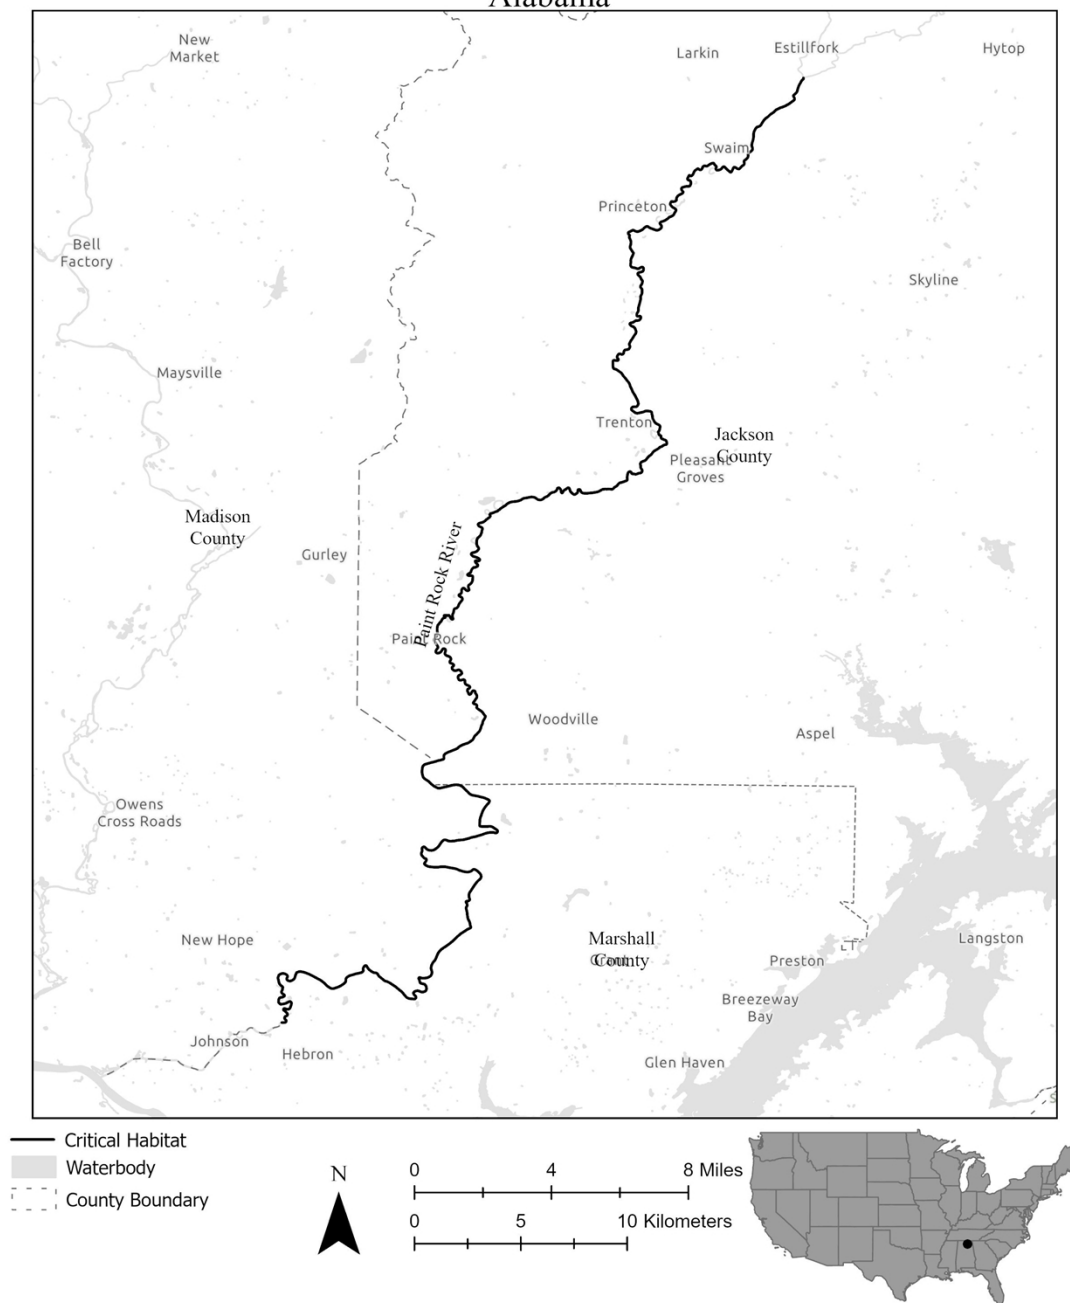 Alabama
New
Market
Larkin
Estillfork
Hytop
Swaim
Princeton
Bell
Factory
Skyline
Maysville
Trenton
Jackson
County
Pleasant
Groves
Madison
County
Gurley
Paint Rock River
Paint Rock
Woodville
Aspel
Owens
Cross Roads
New Hope
Marshall
County
Langston
Preston
Breezeway
Bay
Johnson
Hebron
Glen Haven
Critical Habitat
Waterbody
County Boundary
N
0 4 8 Miles
0 5 10 Kilometers